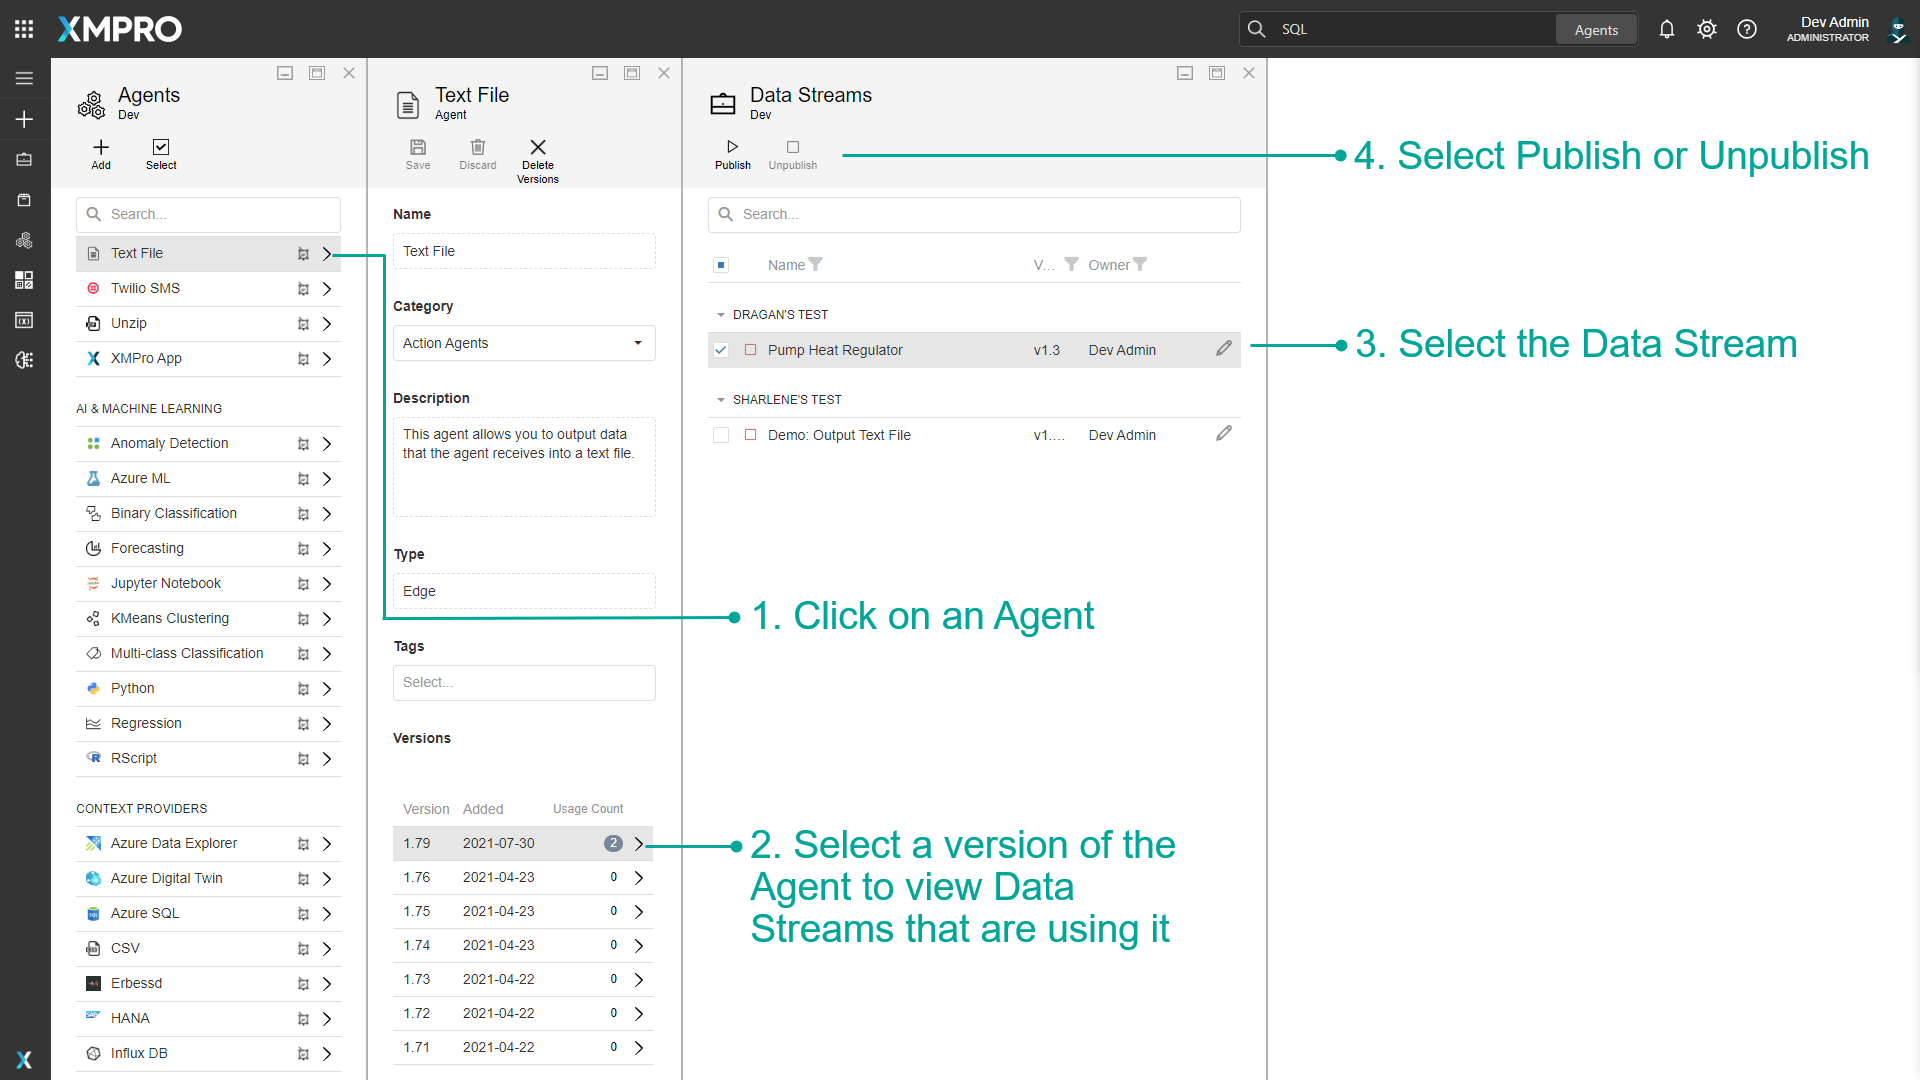 XMPRO
SQL
Agents
Dev Admin
ADMINISTRATOR
Agents
Dev
Add
Select
Search...
Text File
Twilio SMS
Unzip
XMPro App
AI & MACHINE LEARNING
Anomaly Detection
Azure ML
Binary Classification
Forecasting
Jupyter Notebook
KMeans Clustering
Multi-class Classification
Python
Regression
RScript
CONTEXT PROVIDERS
Azure Data Explorer
Azure Digital Twin
Azure SQL
CSV
Erbessd
HANA
Influx DB
Text File
Agent
Save
Discard
Delete
Versions
Name
Text File
Category
Action Agents
Description
This agent allows you to output data
that the agent receives into a text file.
Type
Edge
Tags
Select...
Versions
Version Added Usage Count
1.79 2021-07-30 2
1.76 2021-04-23 0
1.75 2021-04-23 0
1.74 2021-04-23 0
1.73 2021-04-22 0
1.72 2021-04-22 0
1.71 2021-04-22 0
Data Streams
Dev
Publish
Unpublish
Search...
Name V... Owner
DRAGAN'S TEST
Pump Heat Regulator v1.3 Dev Admin
SHARLENE'S TEST
Demo: Output Text File v1.... Dev Admin
1. Click on an Agent
2. Select a version of the
Agent to view Data
Streams that are using it
3. Select the Data Stream
4. Select Publish or Unpublish